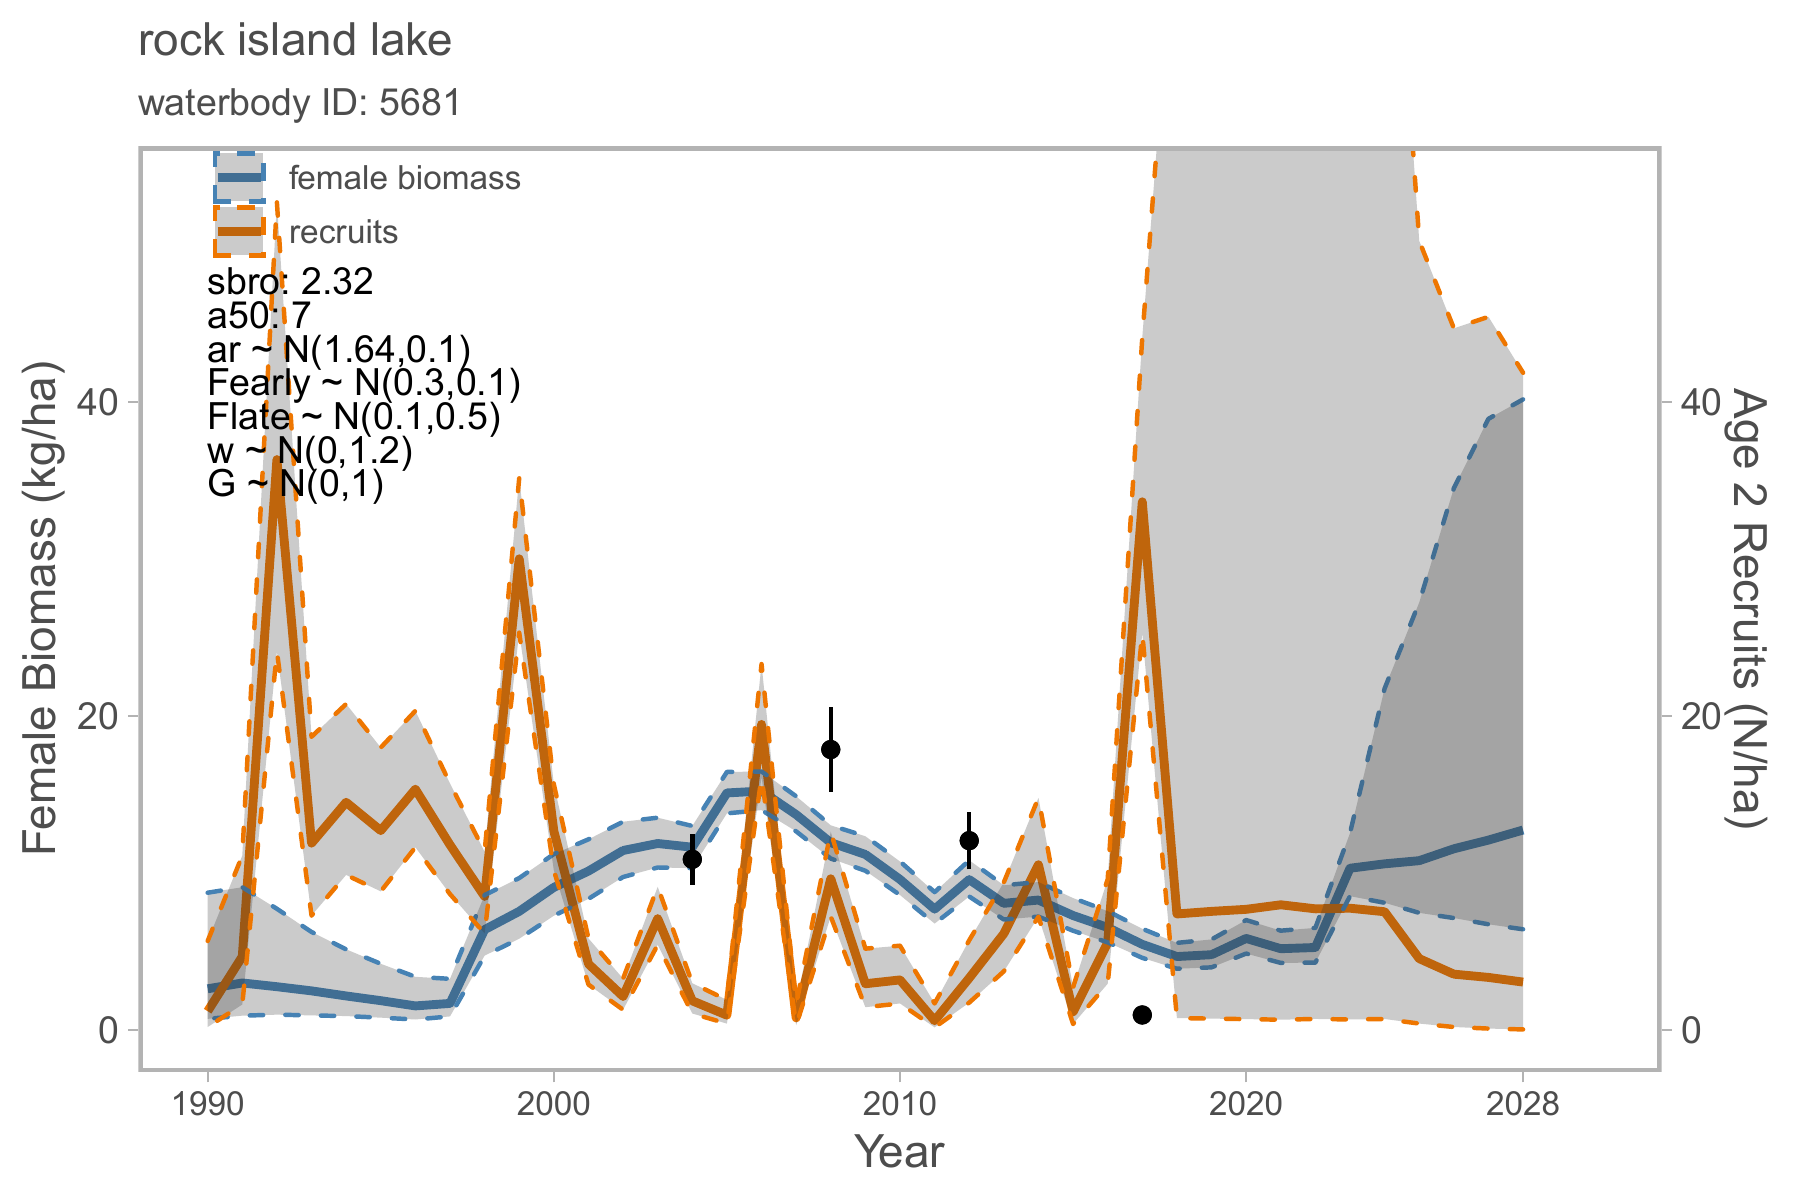 rock island lake
waterbody ID: 5681
female biomass
recruits
sbro: 2.32
a50: 7
ar ~ N(1.64,0.1)
Fearly ~ N(0.3,0.1)
Flate ~ N(0.1,0.5)
w ~ N(0,1.2)
G ~ N(0,1)
Female Biomass (kg/ha)
40
20
0
40
20
0
Age 2 Recruits (N/ha)
1990 2000 2010 2020 2028
Year